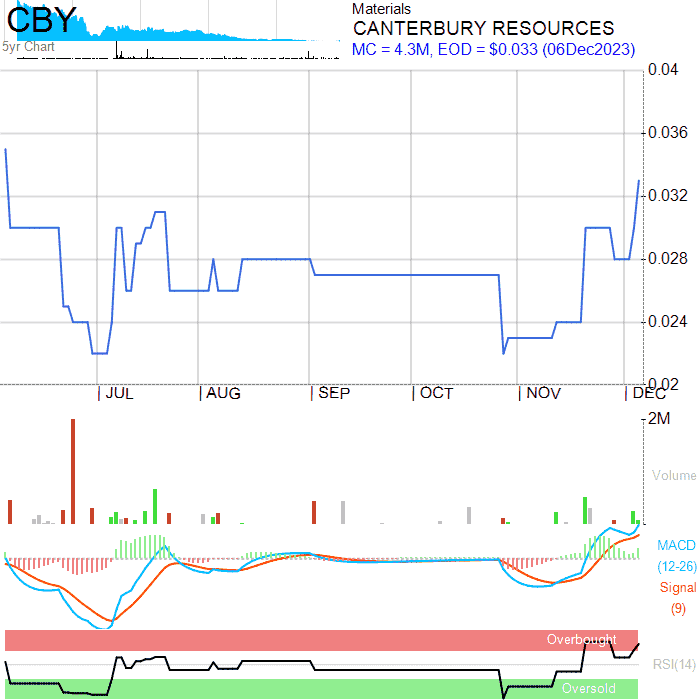 CBY
5yr Chart
Materials
CANTERBURY RESOURCES
MC = 4.3M, EOD = $0.033 (06Dec2023)
0.04
0.036
0.032
0.028
0.024
0.02
JUL AUG SEP OCT NOV DEC
2M
Volume
MACD
(12-26)
Signal
(9)
Overbought
RSI(14)
Oversold